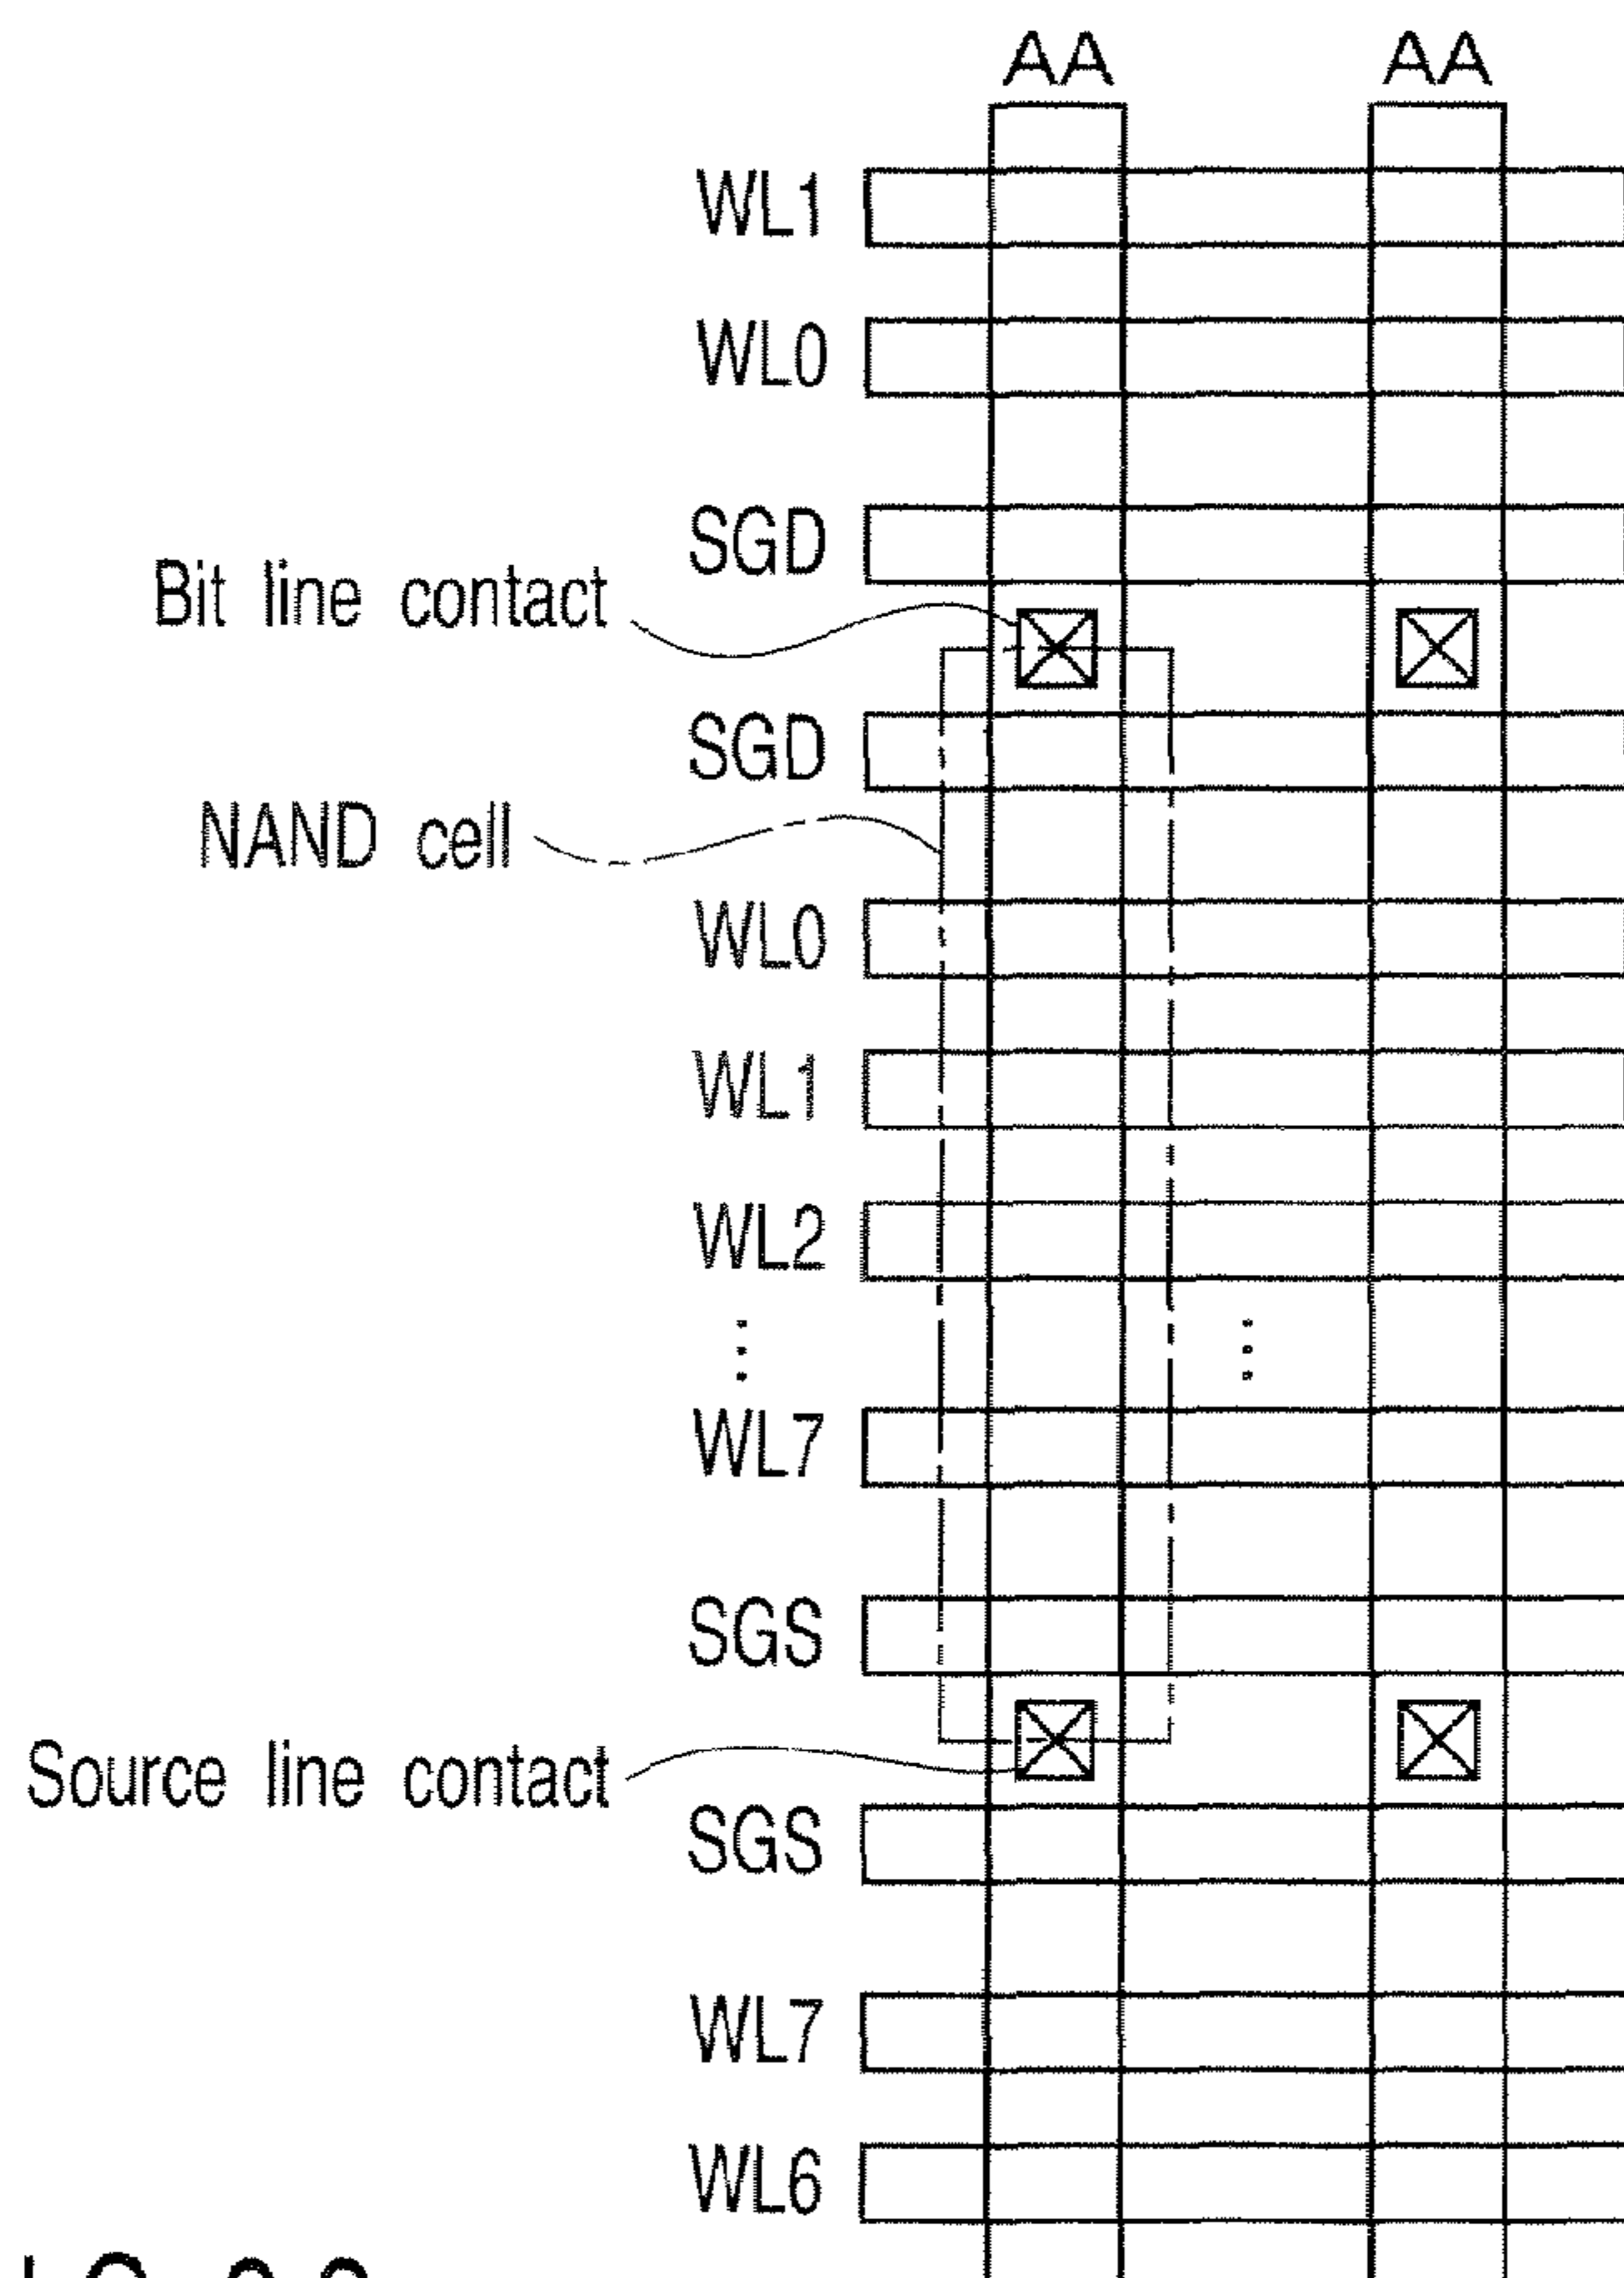 AA AA
WL1
WL0
SGD
Bit line contact
SGD
NAND cell
WL0
WL1
WL2
⋮ ⋮
WL7
SGS
Source line contact
SGS
WL7
WL6